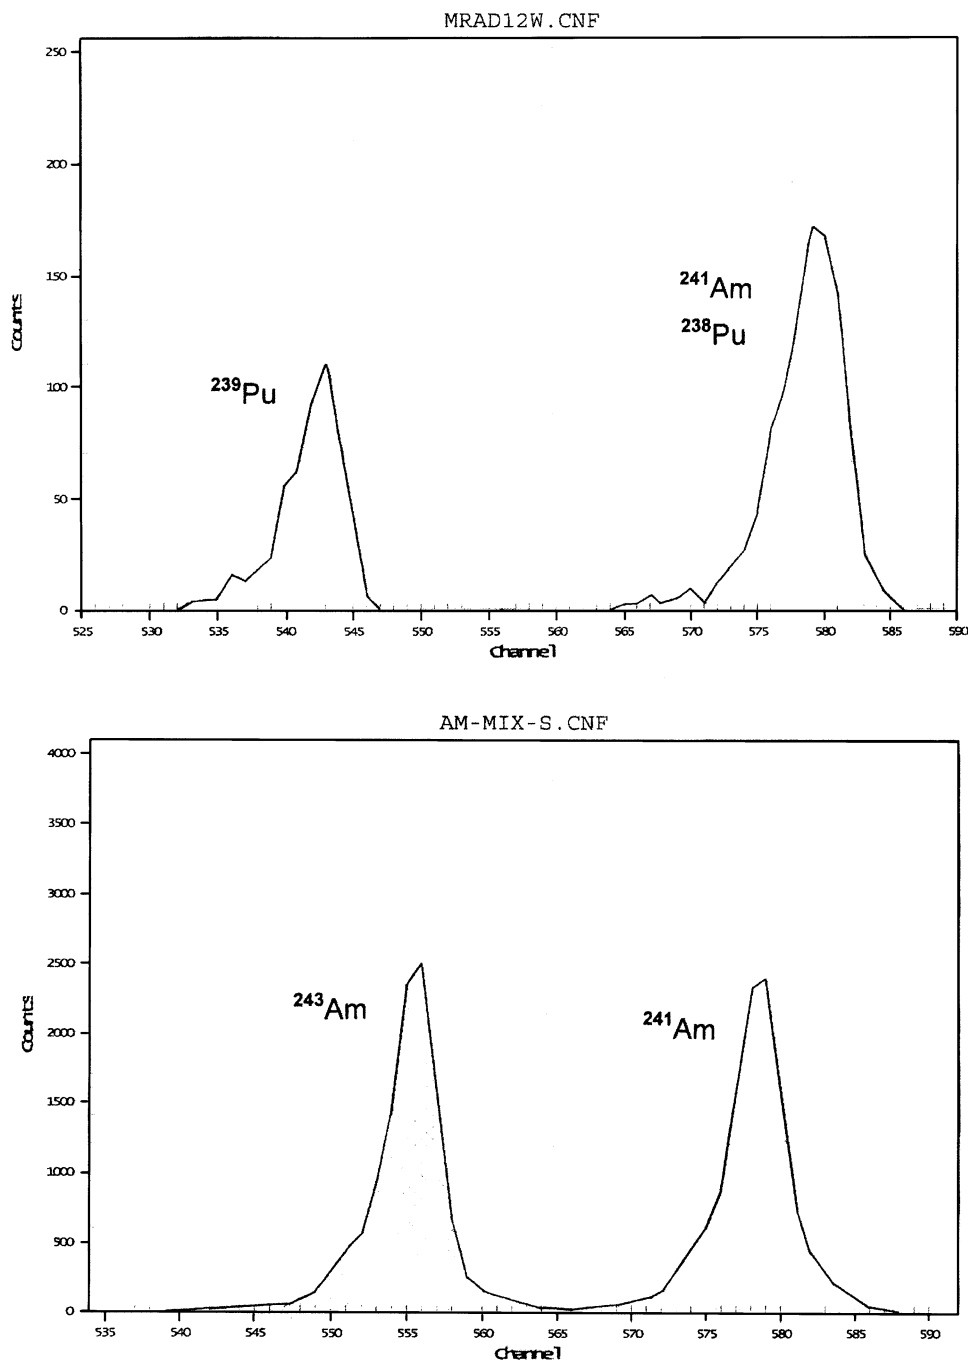 MRAD12W.CNF
250
200
150
100
50
0
Counts
²³⁹Pu
²⁴¹Am
²³⁸Pu
525 530 535 540 545 550 555 560 565 570 575 580 585 590
Channel
AM-MIX-S.CNF
4000
3500
3000
2500
2000
1500
1000
500
0
Counts
²⁴³Am
²⁴¹Am
535 540 545 550 555 560 565 570 575 580 585 590
Channel